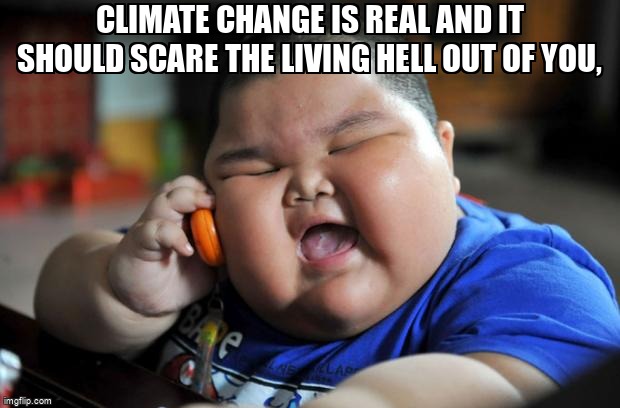 CLIMATE CHANGE IS REAL AND IT
SHOULD SCARE THE LIVING HELL OUT OF YOU,
imgflip.com